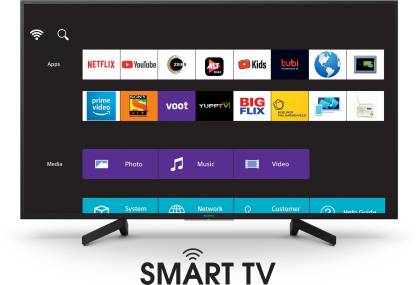 Apps
NETFLIX
YouTube
ZEE5
ALT
Kids
tubi
prime video
SONY
voot
YUPPTV
BIG FLIX
Media
Photo
Music
Video
System
Network
Customer
Help Guide
SMART TV